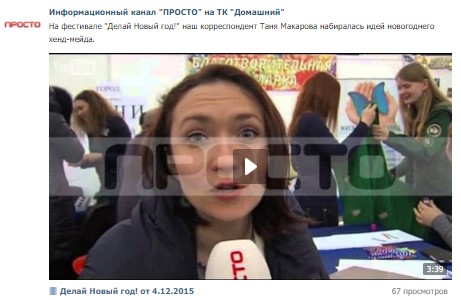 Информационный канал "ПРОСТО" на ТК "Домашний"
ПРОСТО
На фестивале "Делай Новый год!" наш корреспондент Таня Макарова набиралась идей новогоднего
хенд-мейда.
YouTube
БЛАГОТВОРИТЕЛЬНАЯ
ГОРОД
ПРОСТО
ПРОСТО
3:39
Делай Новый год! от 4.12.2015
67 просмотров